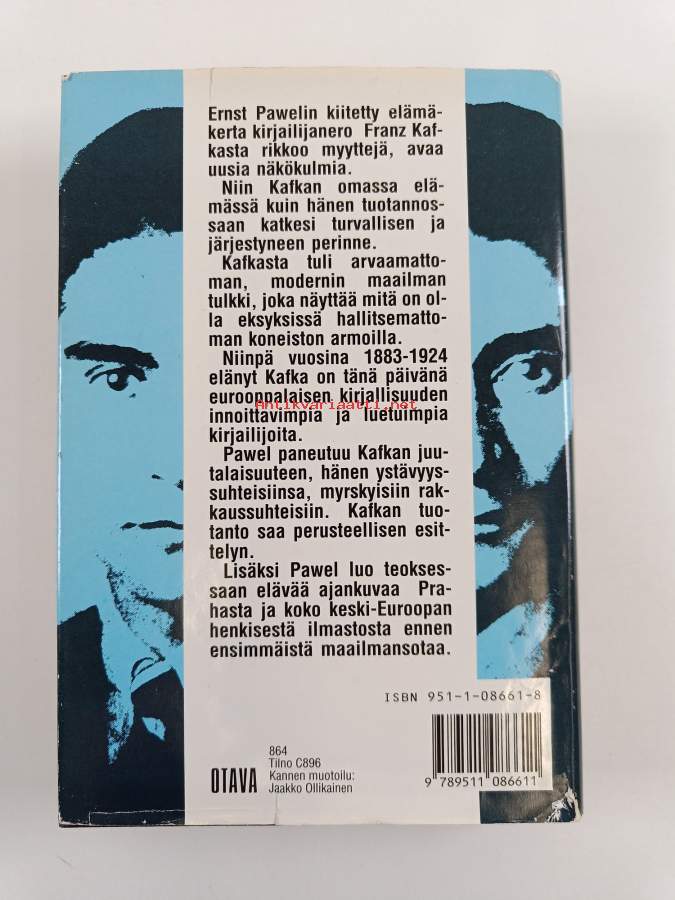 Ernst Pawelin kiitetty elämä-
kerta kirjailijanero Franz Kaf-
kasta rikkoo myyttejä, avaa
uusia näkökulmia.
Niin Kafkan omassa elä-
mässä kuin hänen tuotannos-
saan katkesi turvallisen ja
järjestyneen perinne.
Kafkasta tuli arvaamatto-
man, modernin maailman
tulkki, joka näyttää mitä on ol-
la eksyksissä hallitsematto-
man koneiston armoilla.
Niinpä vuosina 1883-1924
elänyt Kafka on tänä päivänä
eurooppalaisen kirjallisuuden
Antikvariaatti.net
innoittavimpia ja luetuimpia
kirjailijoita.
Pawel paneutuu Kafkan juu-
talaisuuteen, hänen ystävyys-
suhteisiinsa, myrskyisiin rak-
kaussuhteisiin. Kafkan tuo-
tanto saa perusteellisen esit-
telyn.
Lisäksi Pawel luo teokses-
saan elävää ajankuvaa Pra-
hasta ja koko keski-Euroopan
henkisestä ilmastosta ennen
ensimmäistä maailmansotaa.
ISBN 951-1-08661-8
9 789511 086611
OTAVA
864
Tilno C896
Kannen muotoilu:
Jaakko Ollikainen